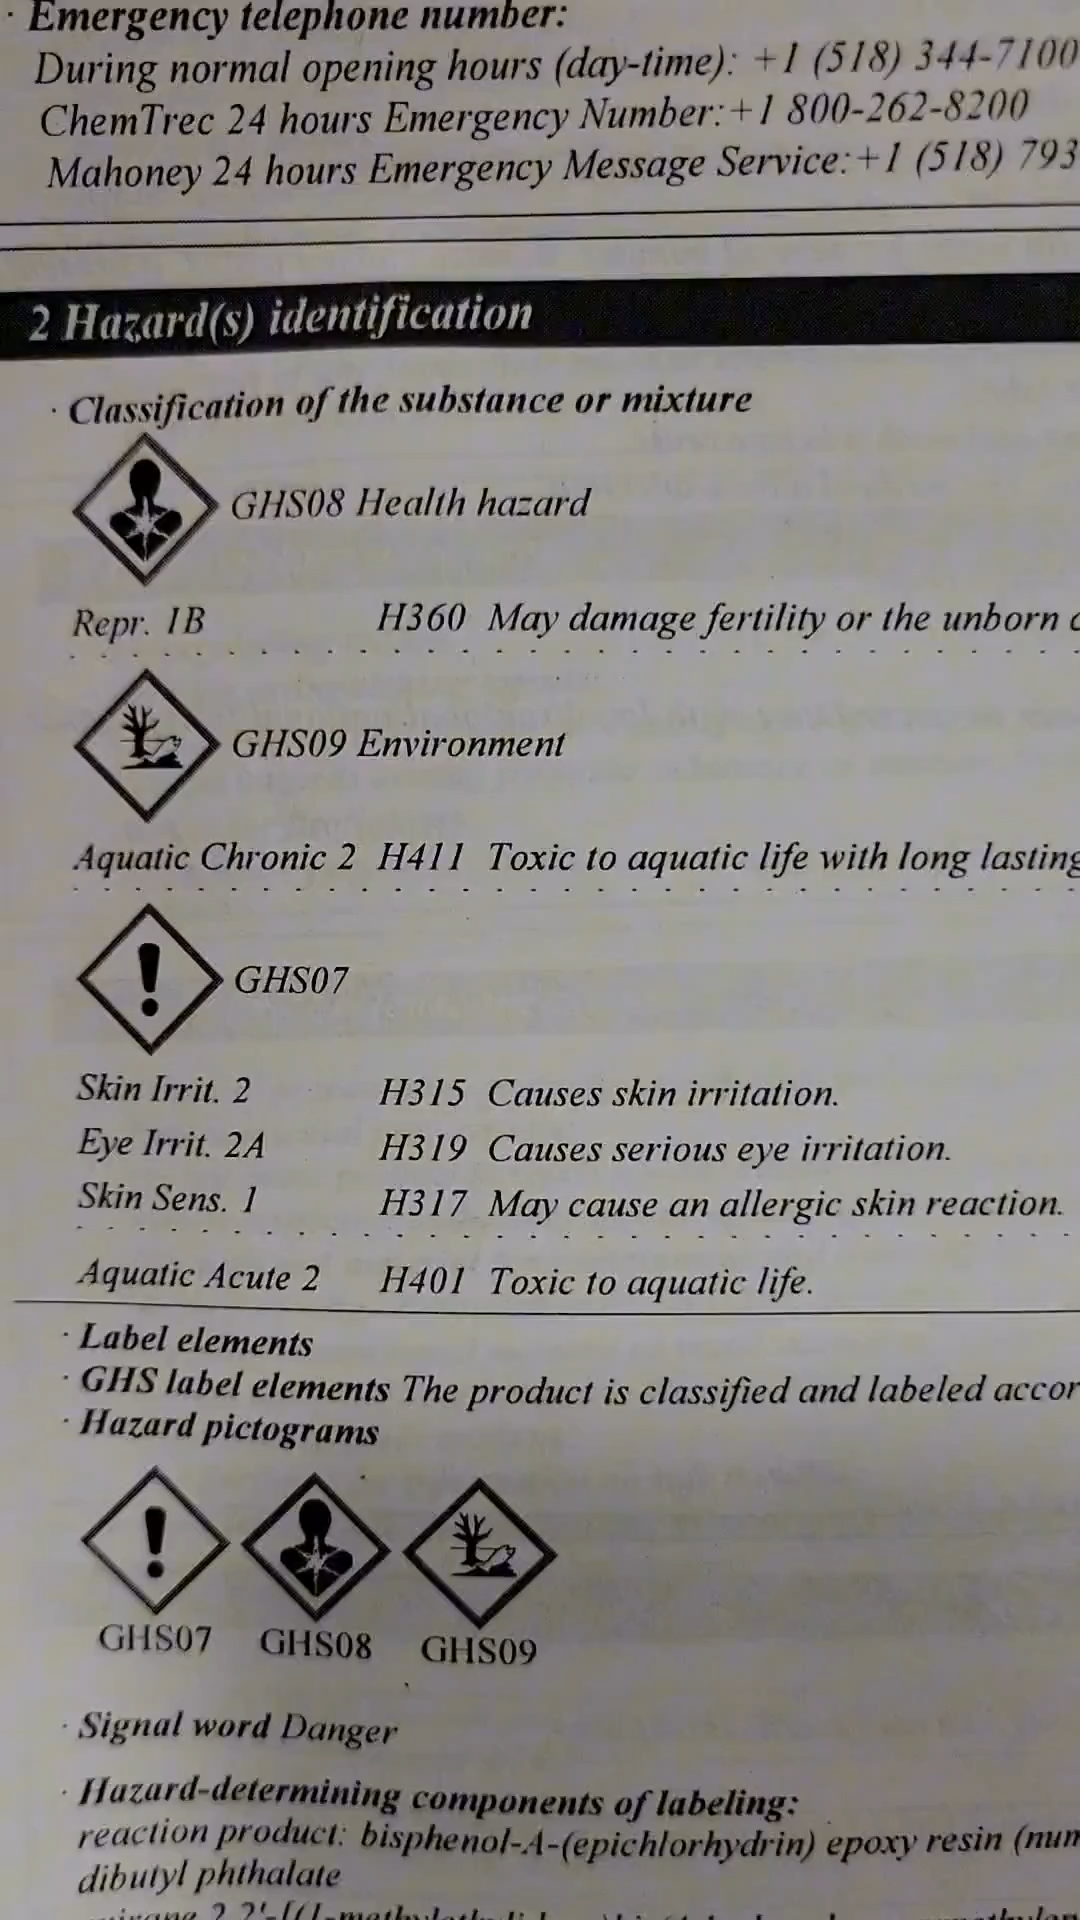 · Emergency telephone number:
During normal opening hours (day-time): +1 (518) 344-7100
ChemTrec 24 hours Emergency Number:+1 800-262-8200
Mahoney 24 hours Emergency Message Service:+1 (518) 793
2 Hazard(s) identification
· Classification of the substance or mixture
GHS08 Health hazard
Repr. 1B H360 May damage fertility or the unborn
GHS09 Environment
Aquatic Chronic 2 H411 Toxic to aquatic life with long lasting
GHS07
Skin Irrit. 2 H315 Causes skin irritation.
Eye Irrit. 2A H319 Causes serious eye irritation.
Skin Sens. 1 H317 May cause an allergic skin reaction.
Aquatic Acute 2 H401 Toxic to aquatic life.
· Label elements
· GHS label elements The product is classified and labeled accor
· Hazard pictograms
GHS07 GHS08 GHS09
· Signal word Danger
· Hazard-determining components of labeling:
reaction product: bisphenol-A-(epichlorhydrin) epoxy resin (num
dibutyl phthalate